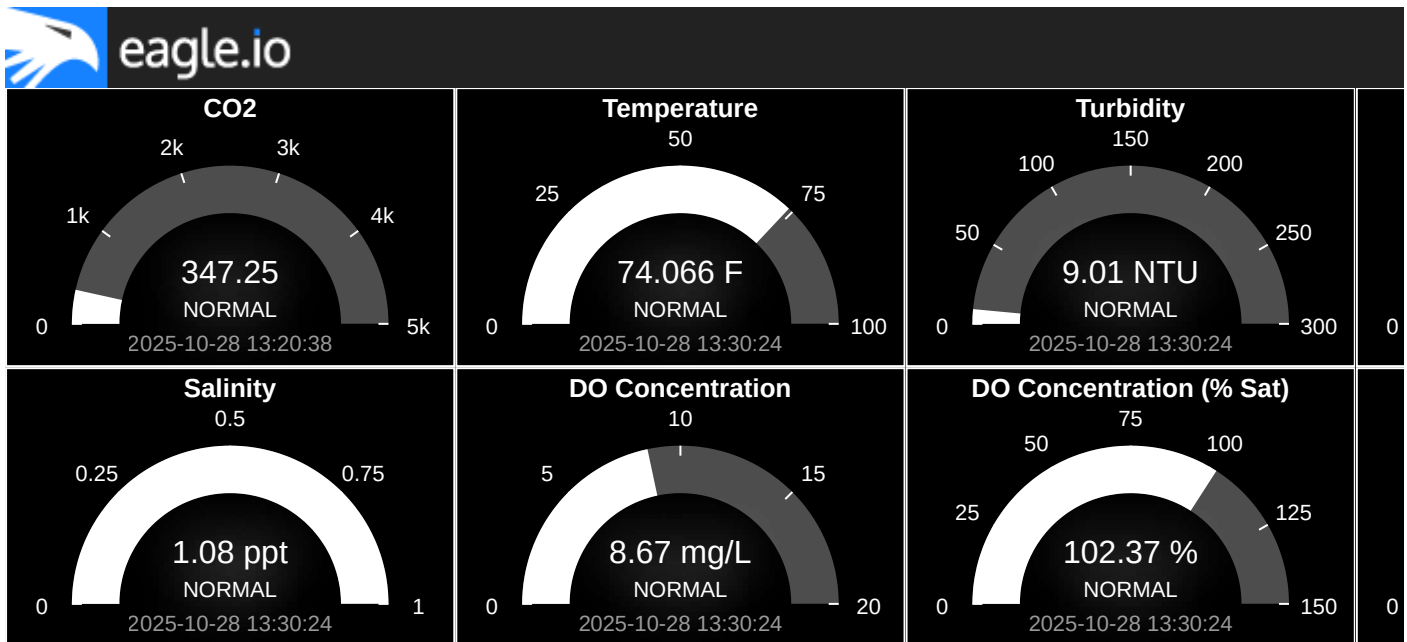 eagle.io
CO2
2k
3k
1k
4k
347.25
NORMAL
0
5k
2025-10-28 13:20:38
Temperature
50
25
75
74.066 F
NORMAL
0
100
2025-10-28 13:30:24
Turbidity
150
100
200
50
250
9.01 NTU
NORMAL
0
300
2025-10-28 13:30:24
0
Salinity
0.5
0.25
0.75
1.08 ppt
NORMAL
0
1
2025-10-28 13:30:24
DO Concentration
10
5
15
8.67 mg/L
NORMAL
0
20
2025-10-28 13:30:24
DO Concentration (% Sat)
75
50
100
25
125
102.37 %
NORMAL
0
150
2025-10-28 13:30:24
0